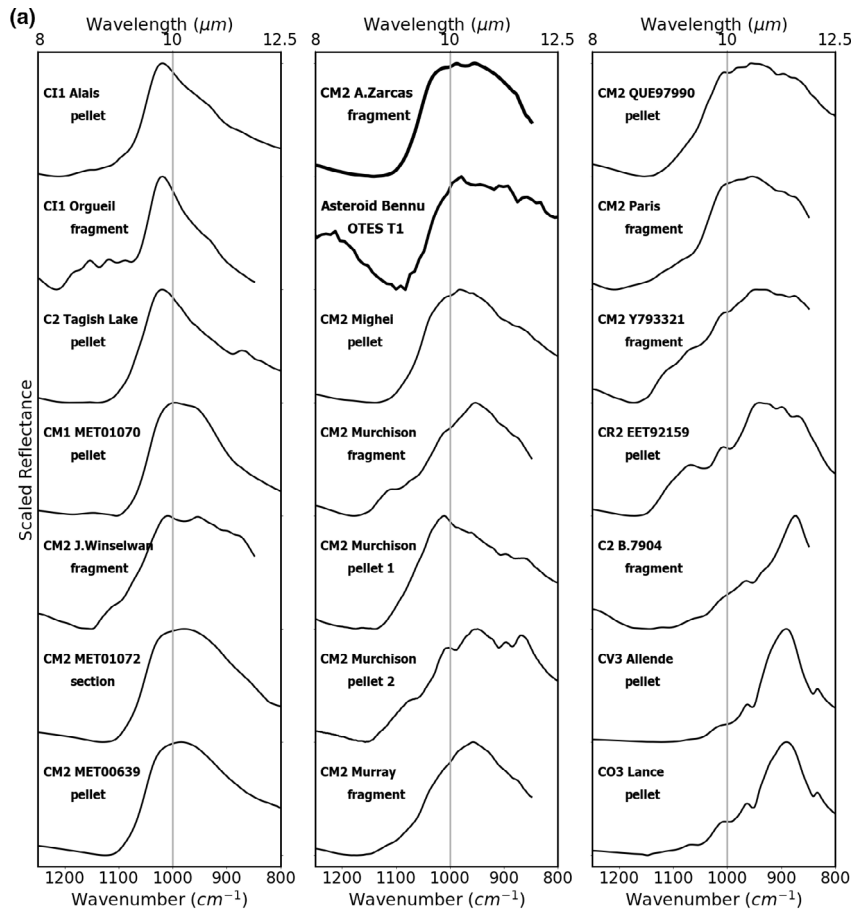 (a)
Wavelength (μm)
8 10 12.5
CI1 Alais
pellet
CI1 Orgueil
fragment
C2 Tagish Lake
pellet
CM1 MET01070
pellet
CM2 J.Winselwan
fragment
CM2 MET01072
section
CM2 MET00639
pellet
1200 1100 1000 900 800
Wavenumber (cm⁻¹)
Scaled Reflectance
Wavelength (μm)
8 10 12.5
CM2 A.Zarcas
fragment
Asteroid Bennu
OTES T1
CM2 Mighei
pellet
CM2 Murchison
fragment
CM2 Murchison
pellet 1
CM2 Murchison
pellet 2
CM2 Murray
fragment
1200 1100 1000 900 800
Wavenumber (cm⁻¹)
Wavelength (μm)
8 10 12.5
CM2 QUE97990
pellet
CM2 Paris
fragment
CM2 Y793321
fragment
CR2 EET92159
pellet
C2 B.7904
fragment
CV3 Allende
pellet
CO3 Lance
pellet
1200 1100 1000 900 800
Wavenumber (cm⁻¹)